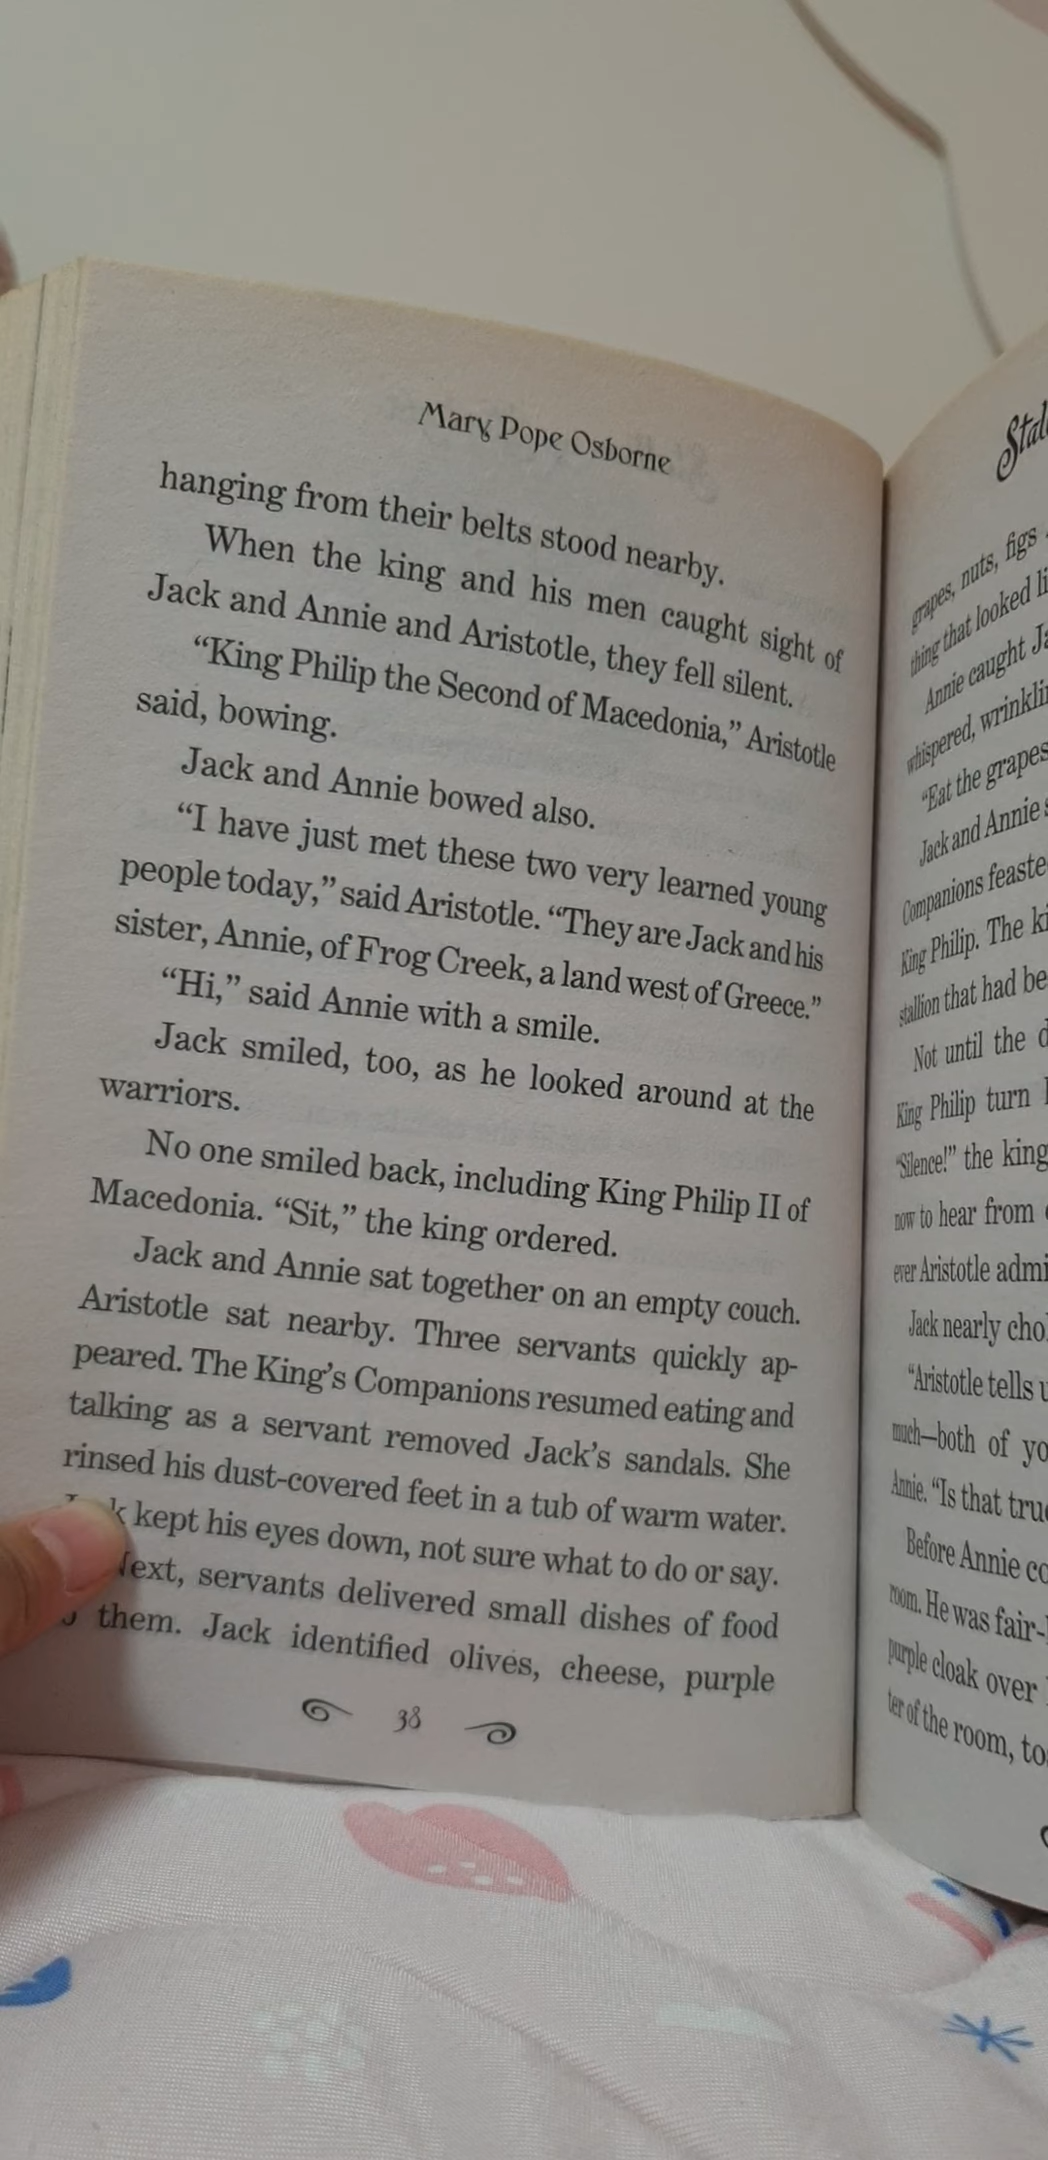 Mary Pope Osborne
hanging from their belts stood nearby.
When the king and his men caught sight of
Jack and Annie and Aristotle, they fell silent.
“King Philip the Second of Macedonia,” Aristotle
said, bowing.
Jack and Annie bowed also.
“I have just met these two very learned young
people today,” said Aristotle. “They are Jack and his
sister, Annie, of Frog Creek, a land west of Greece.”
“Hi,” said Annie with a smile.
Jack smiled, too, as he looked around at the
warriors.
No one smiled back, including King Philip II of
Macedonia. “Sit,” the king ordered.
Jack and Annie sat together on an empty couch.
Aristotle sat nearby. Three servants quickly ap-
peared. The King’s Companions resumed eating and
talking as a servant removed Jack’s sandals. She
rinsed his dust-covered feet in a tub of warm water.
kept his eyes down, not sure what to do or say.
Next, servants delivered small dishes of food
them. Jack identified olives, cheese, purple
38
grapes, nuts, figs
thing that looked
Annie caught
whispered,
“Eat the grapes
Jack and Annie
Companions
King Philip. The
stallion that had
Not until the
King Philip turn
“Silence!” the king
now to hear from
ever Aristotle
Jack nearly
“Aristotle tells
much—both of
Annie. “Is that
Before Annie
room. He was
purple cloak over
ter of the room,